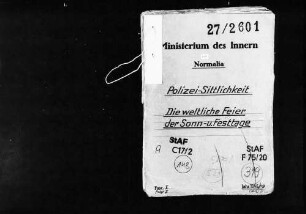 27/2601
Ministerium des Innern
Normalia
Polizei-Sittlichkeit
Die weltliche Feier
der Sonn- u. Festtage
StAF
C17/2
StAF
F 75/20